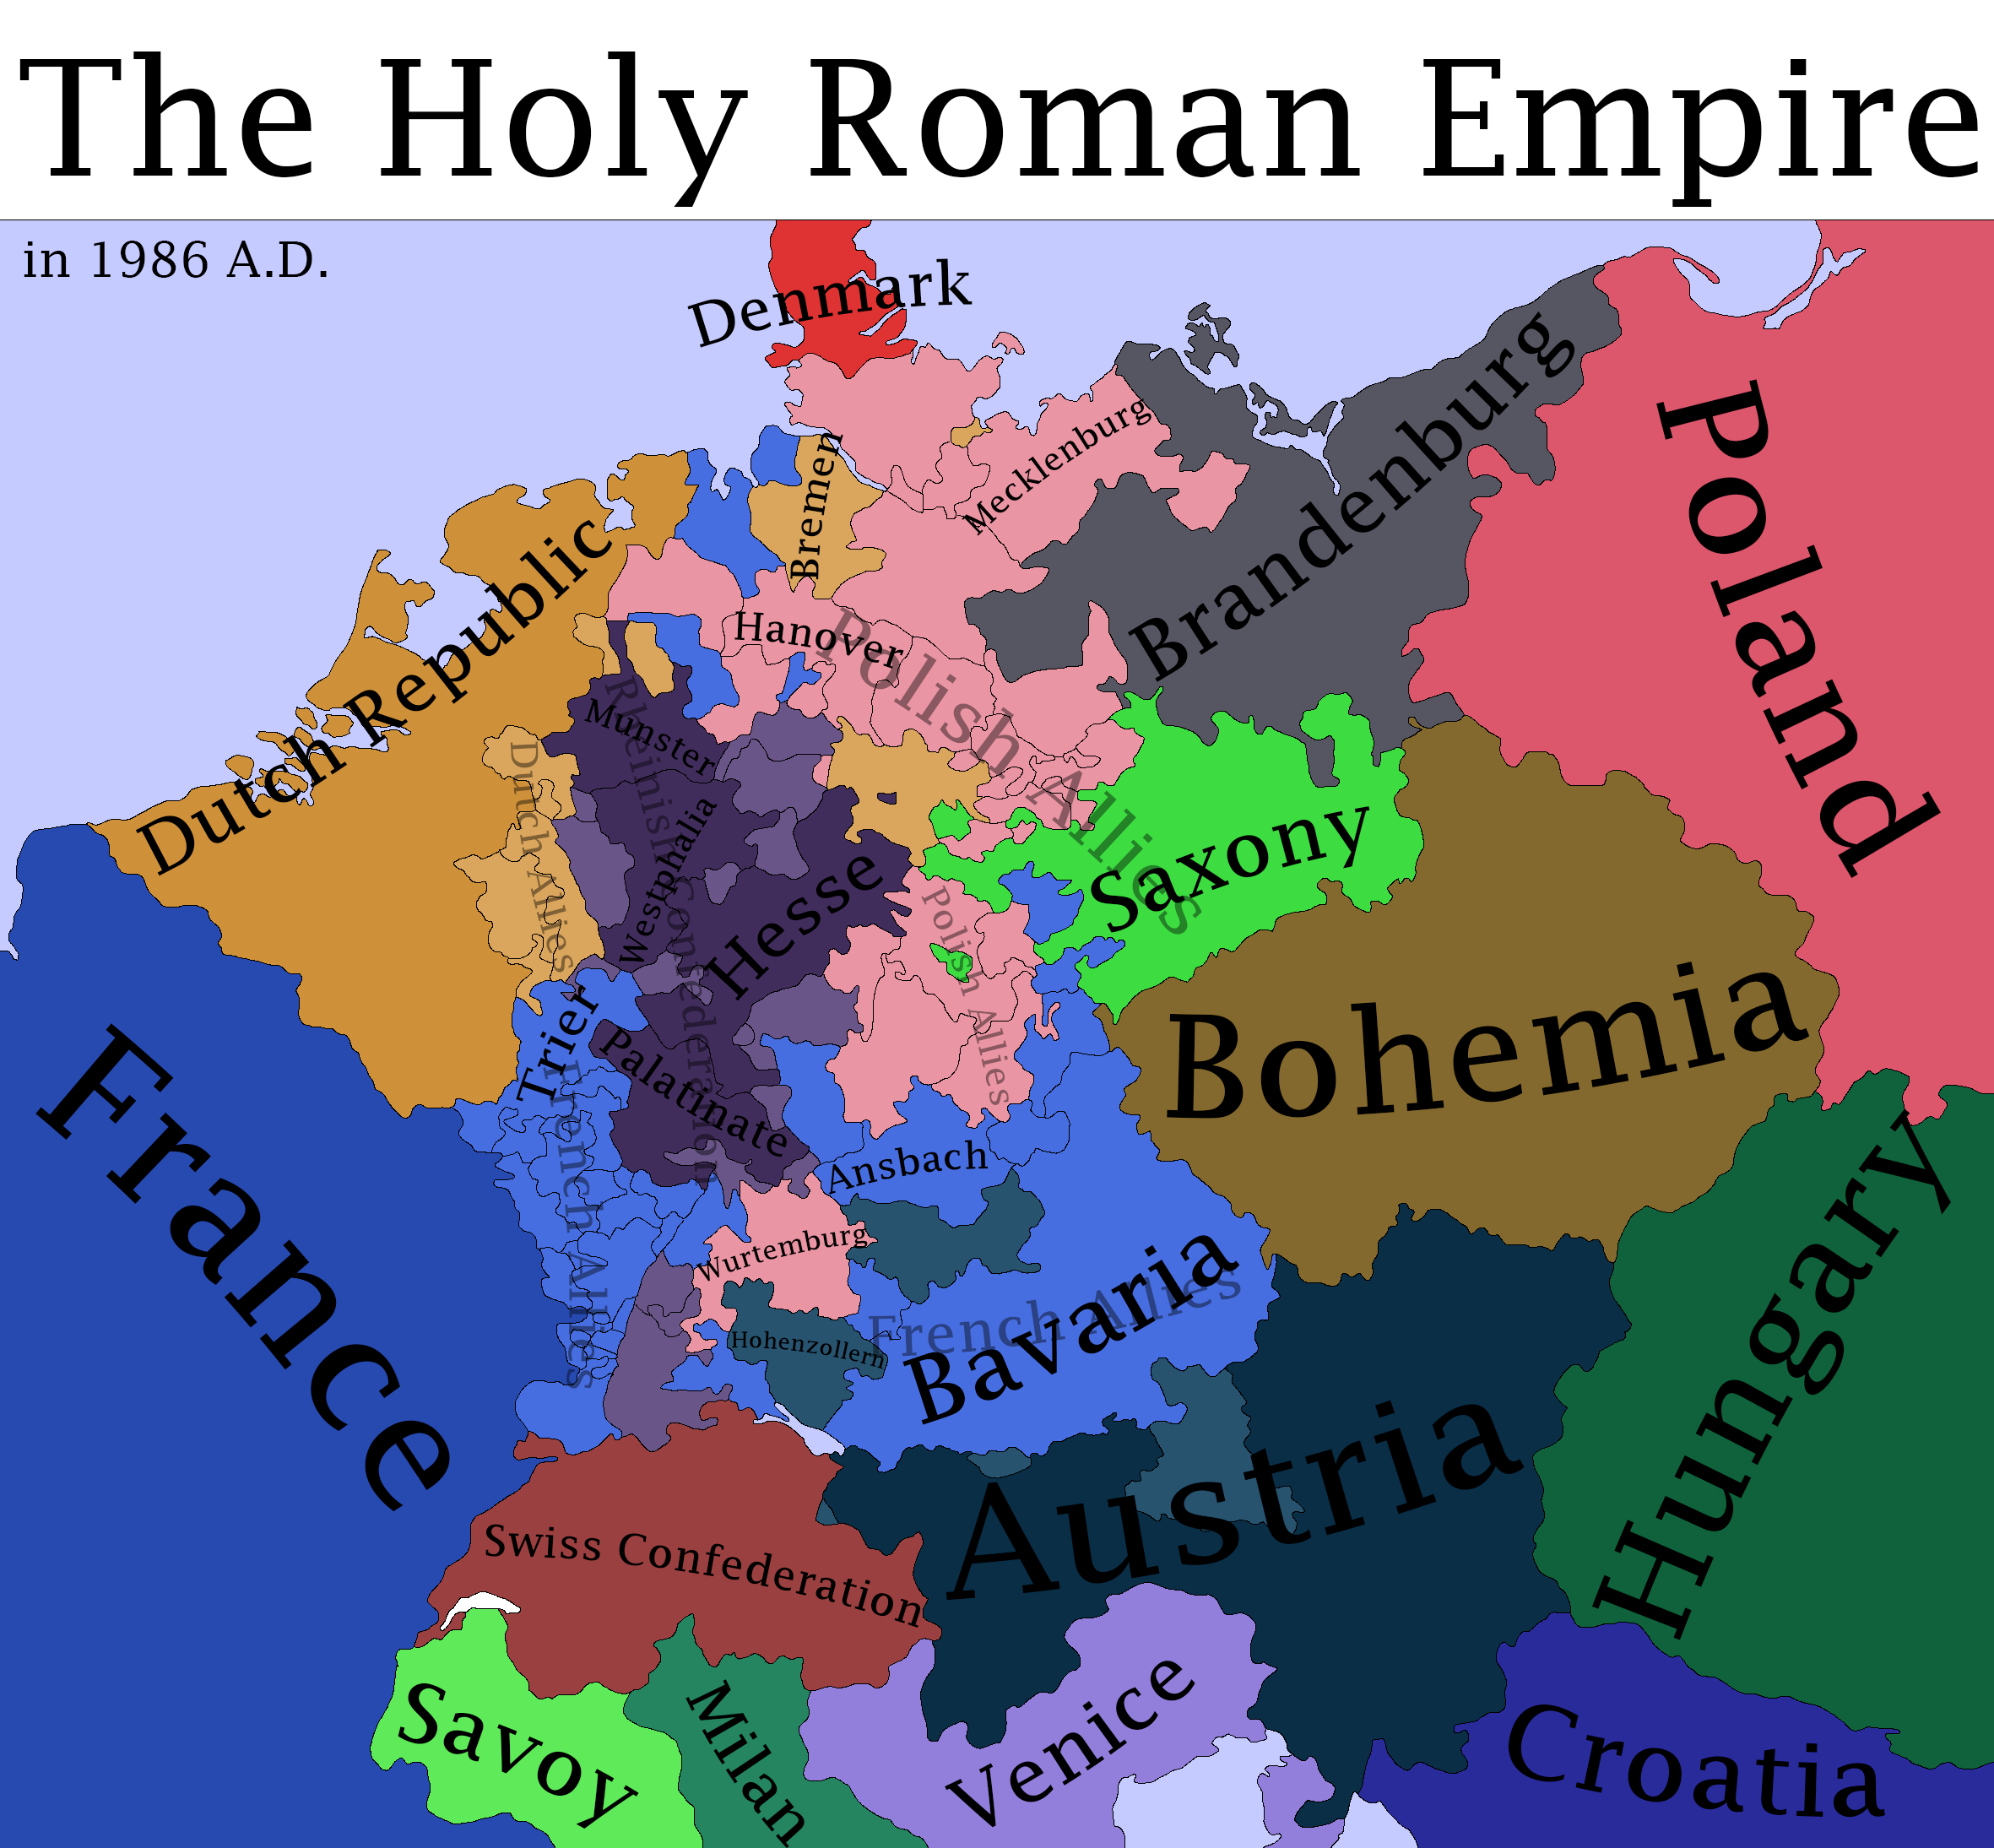 The Holy Roman Empire
in 1986 A.D.
Denmark
Poland
Brandenburg
Mecklenburg
Bremen
Dutch Republic
Hanover
Polish Allies
Munster
Rheinish Confederation
Dutch Allies
Westphalia
Hesse
Saxony
Polish Allies
Bohemia
Trier
Palatinate
France
French Allies
Ansbach
Wurtemburg
Hohenzollern
French Allies
Bavaria
Hungary
Austria
Swiss Confederation
Savoy
Milan
Venice
Croatia